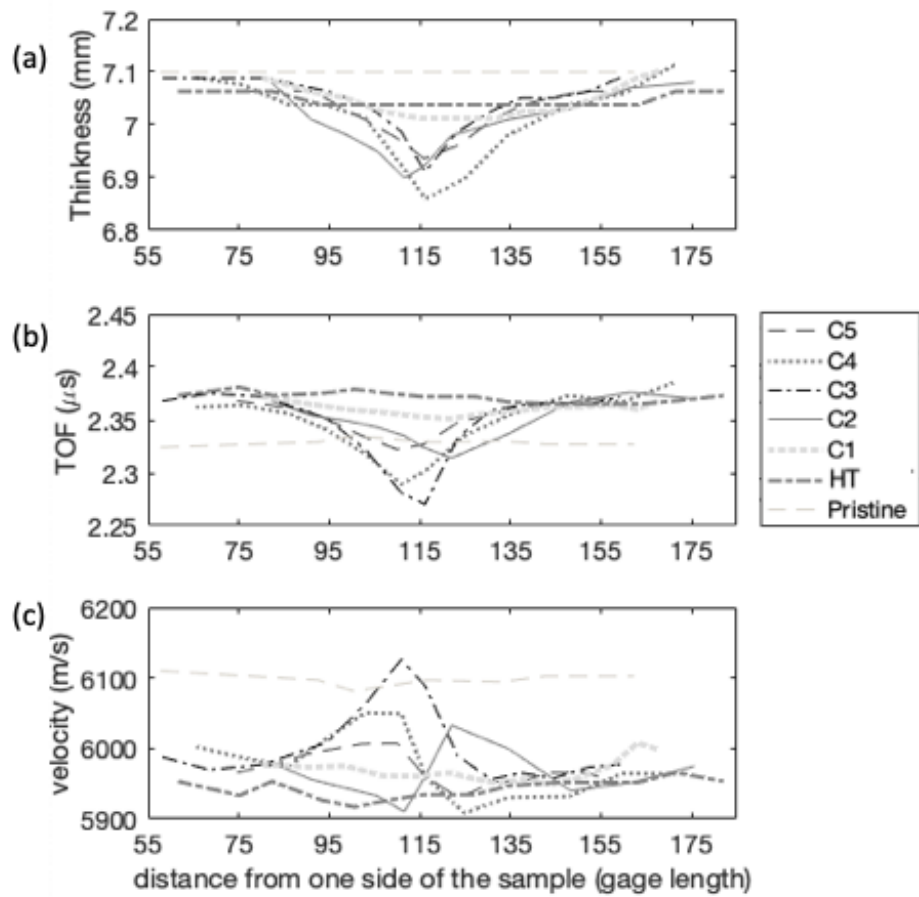 (a)
Thinkness (mm)
7.2
7.1
7
6.9
6.8
55 75 95 115 135 155 175
(b)
TOF (μs)
2.45
2.4
2.35
2.3
2.25
55 75 95 115 135 155 175
C5
C4
C3
C2
C1
HT
Pristine
(c)
velocity (m/s)
6200
6100
6000
5900
55 75 95 115 135 155 175
distance from one side of the sample (gage length)